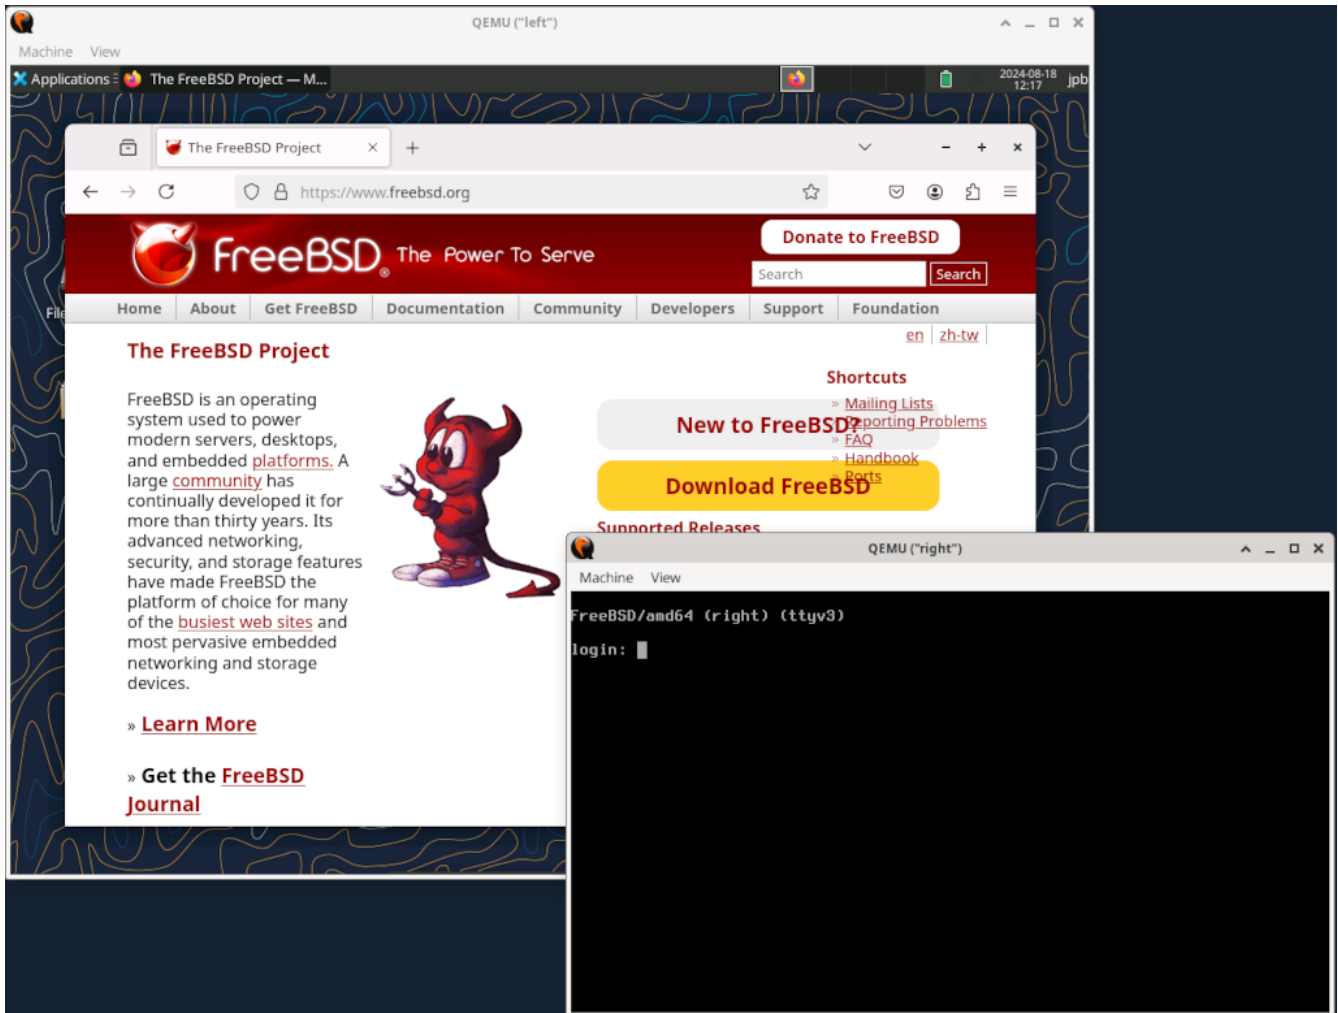 QEMU ("left")
Machine View
Applications The FreeBSD Project — M... 2024-08-18 12:17 jpb
The FreeBSD Project
https://www.freebsd.org
FreeBSD® The Power To Serve
Donate to FreeBSD
Search Search
Home About Get FreeBSD Documentation Community Developers Support Foundation
en zh-tw
File
The FreeBSD Project
FreeBSD is an operating
system used to power
modern servers, desktops,
and embedded platforms. A
large community has
continually developed it for
more than thirty years. Its
advanced networking,
security, and storage features
have made FreeBSD the
platform of choice for many
of the busiest web sites and
most pervasive embedded
networking and storage
devices.
» Learn More
» Get the FreeBSD
Journal
New to FreeBSD?
Download FreeBSD
Supported Releases
Shortcuts
» Mailing Lists
» Reporting Problems
» FAQ
» Handbook
» Ports
QEMU ("right")
Machine View
FreeBSD/amd64 (right) (ttyv3)
login: